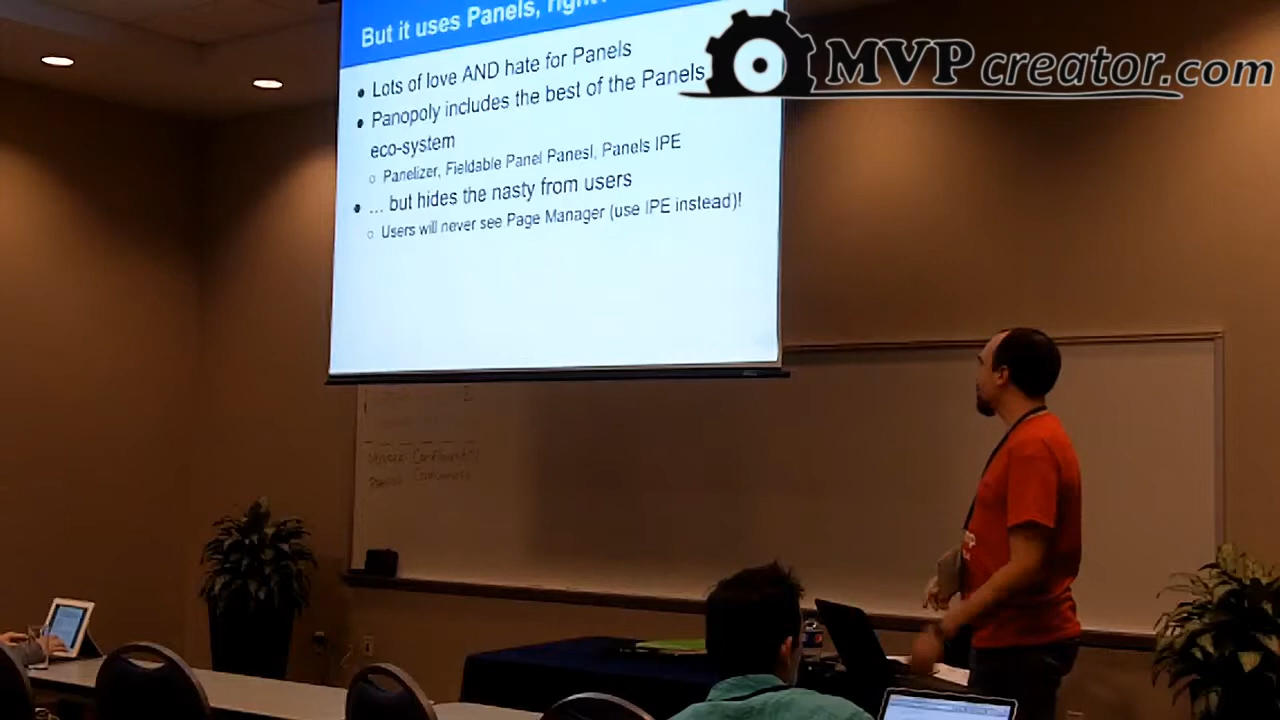 But it uses Panels, right?
MVPcreator.com
● Lots of love AND hate for Panels
● Panopoly includes the best of the Panels
eco-system
○ Panelizer, Fieldable Panel Panesl, Panels IPE
● ... but hides the nasty from users
○ Users will never see Page Manager (use IPE instead)!